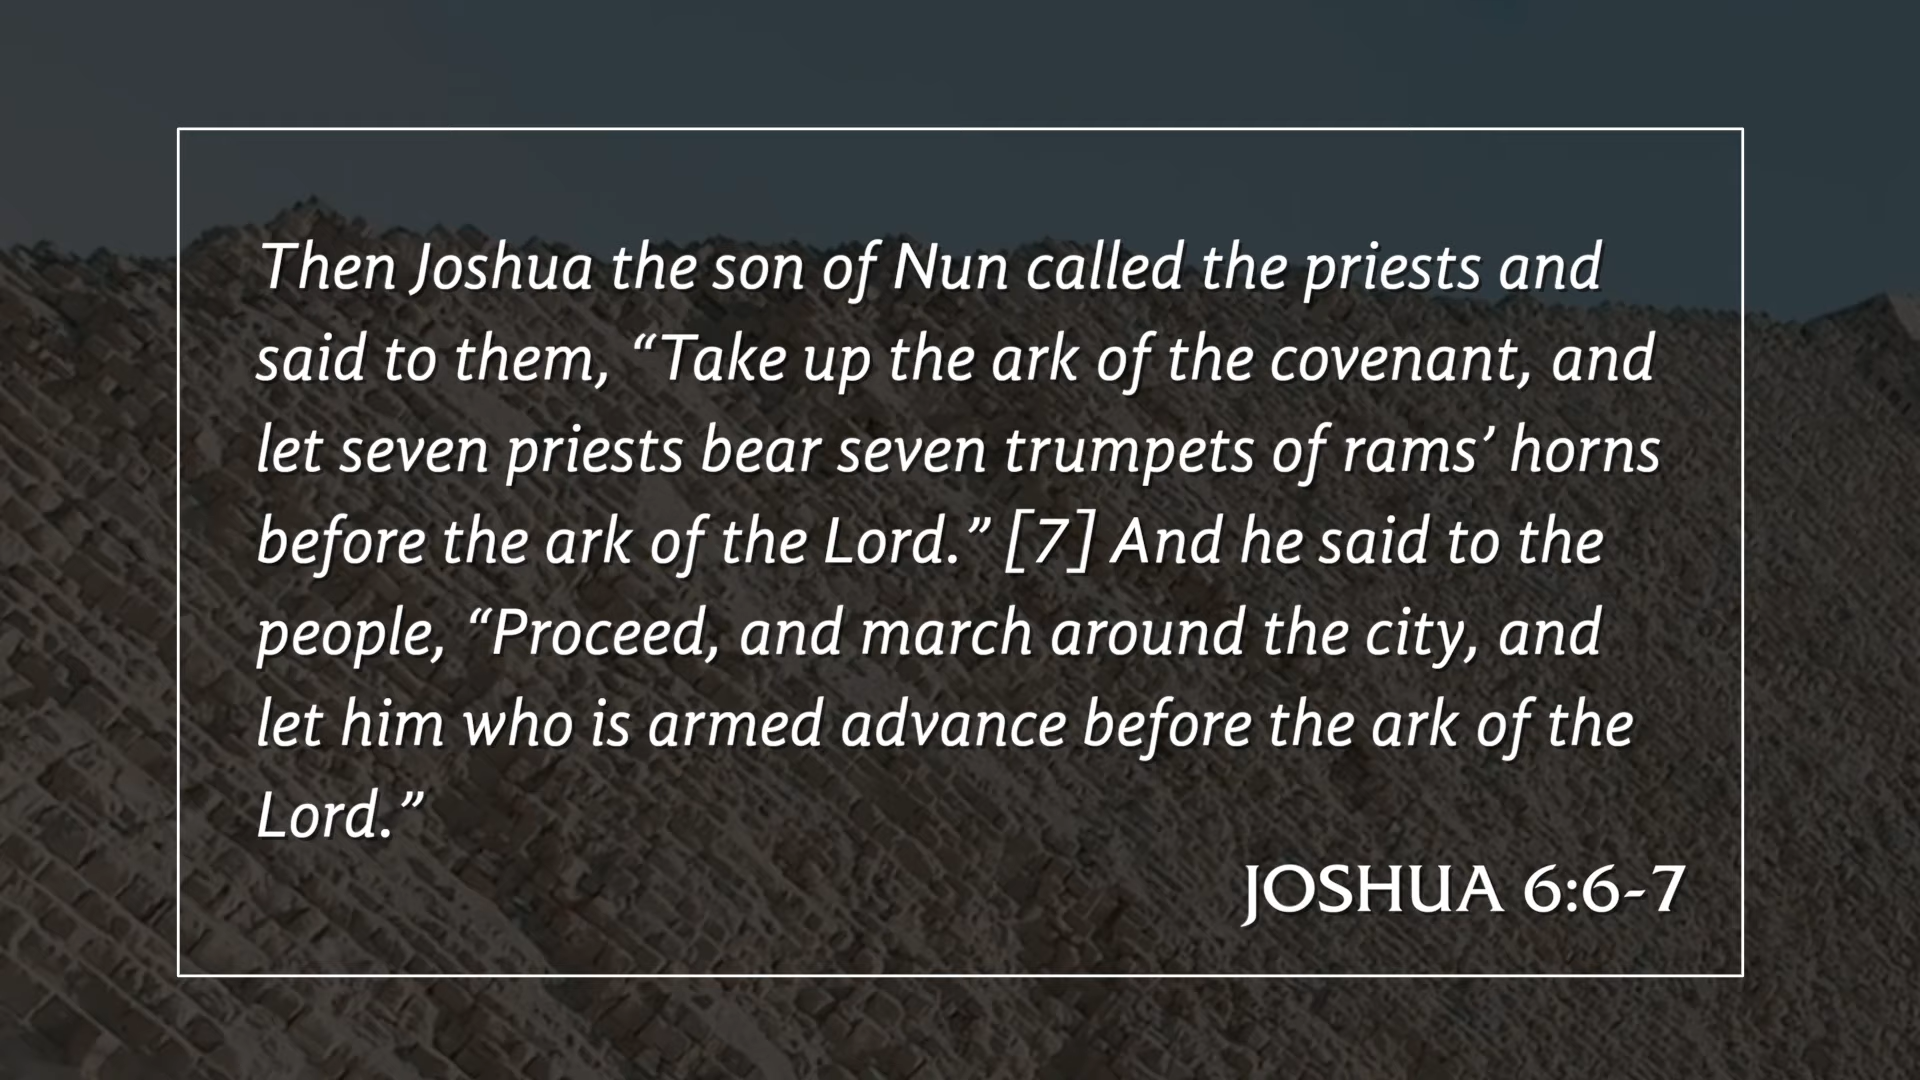 Then Joshua the son of Nun called the priests and
said to them, “Take up the ark of the covenant, and
let seven priests bear seven trumpets of rams’ horns
before the ark of the Lord.” [7] And he said to the
people, “Proceed, and march around the city, and
let him who is armed advance before the ark of the
Lord.”
JOSHUA 6:6-7